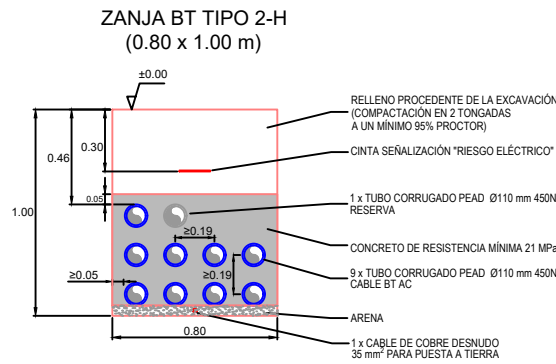 ZANJA BT TIPO 2-H
(0.80 x 1.00 m)
±0.00
RELLENO PROCEDENTE DE LA EXCAVACIÓN
(COMPACTACIÓN EN 2 TONGADAS
A UN MÍNIMO 95% PROCTOR)
0.46
0.30
CINTA SEÑALIZACIÓN "RIESGO ELÉCTRICO"
0.05
1 x TUBO CORRUGADO PEAD Ø110 mm 450N
RESERVA
1.00
≥0.19
CONCRETO DE RESISTENCIA MÍNIMA 21 MPa
≥0.05
≥0.19
9 x TUBO CORRUGADO PEAD Ø110 mm 450N
CABLE BT AC
ARENA
0.80
1 x CABLE DE COBRE DESNUDO
35 mm² PARA PUESTA A TIERRA